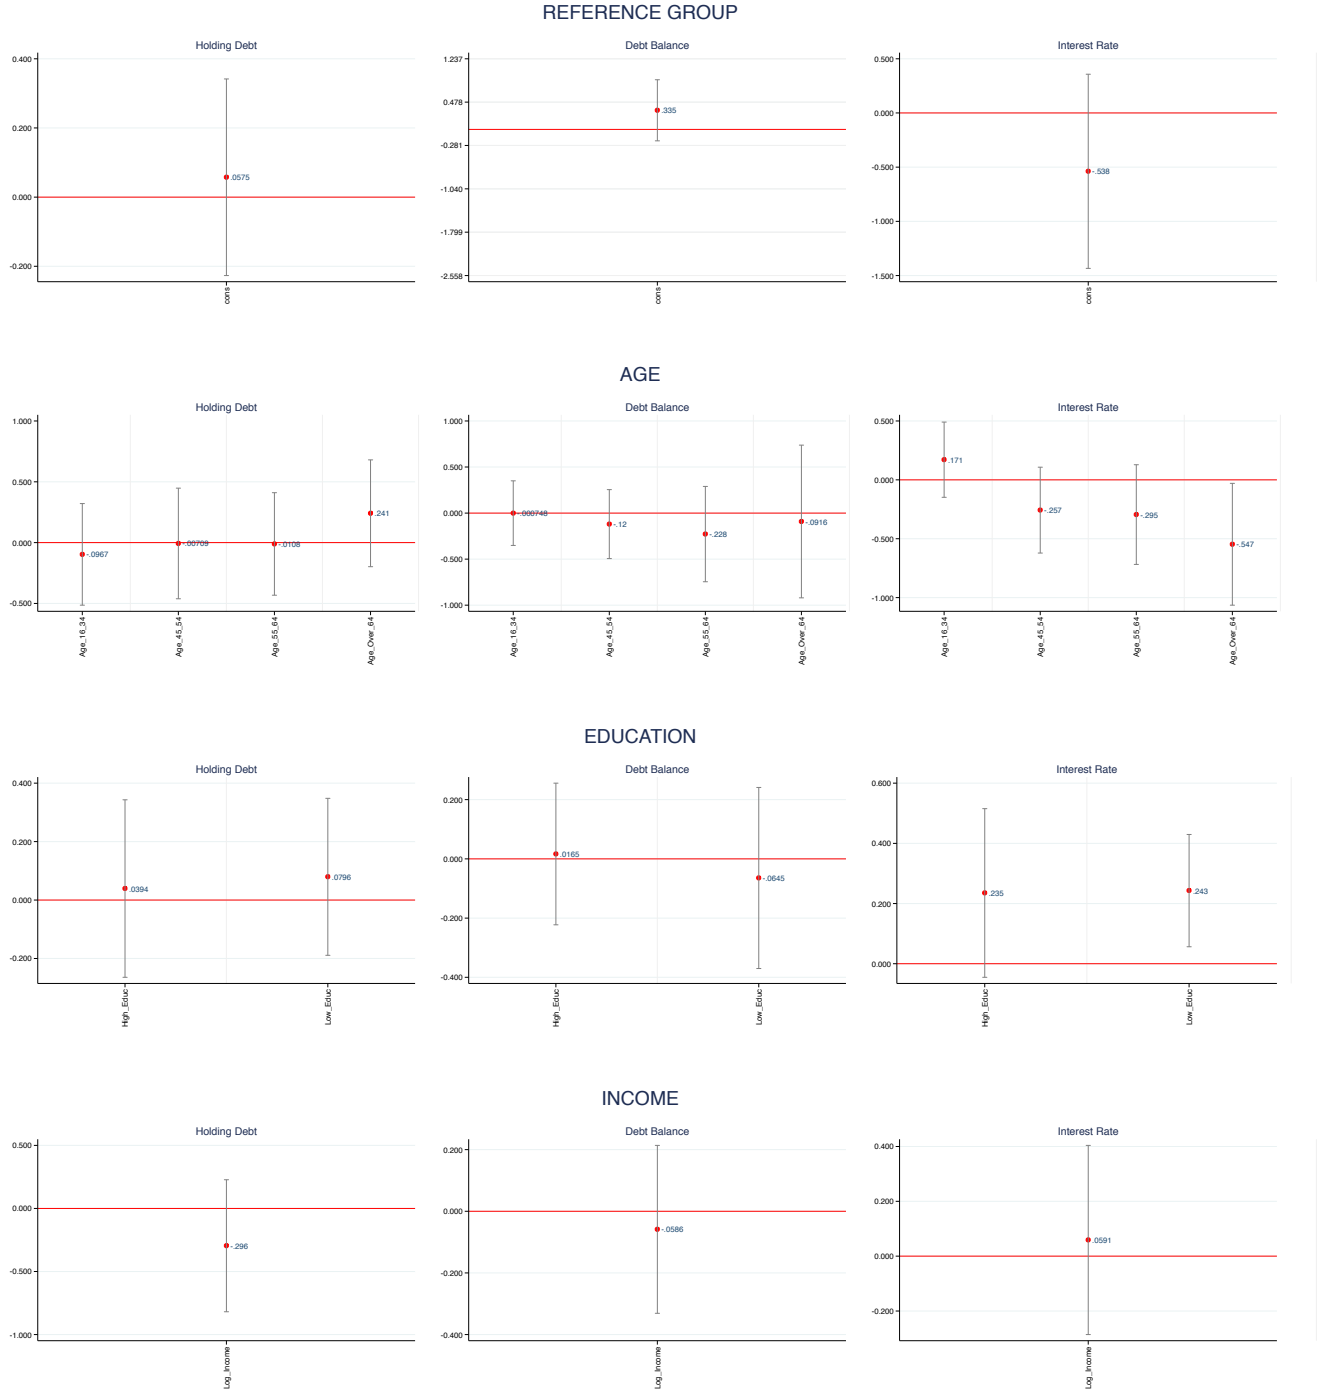 REFERENCE GROUP
Holding Debt
0.400
0.200
0.000
-0.200
.0575
cons
Debt Balance
1.237
0.478
-0.281
-1.040
-1.799
-2.558
.335
cons
Interest Rate
0.500
0.000
-0.500
-1.000
-1.500
-.538
cons
AGE
Holding Debt
1.000
0.500
0.000
-0.500
-.0967
-.00709
-.0108
.241
Age_16_34
Age_45_54
Age_55_64
Age_Over_64
Debt Balance
1.000
0.500
0.000
-0.500
-1.000
-.000748
-.12
-.228
-.0916
Age_16_34
Age_45_54
Age_55_64
Age_Over_64
Interest Rate
0.500
0.000
-0.500
-1.000
.171
-.257
-.295
-.547
Age_16_34
Age_45_54
Age_55_64
Age_Over_64
EDUCATION
Holding Debt
0.400
0.200
0.000
-0.200
.0394
.0796
High_Educ
Low_Educ
Debt Balance
0.200
0.000
-0.200
-0.400
.0165
-.0645
High_Educ
Low_Educ
Interest Rate
0.600
0.400
0.200
0.000
.235
.243
High_Educ
Low_Educ
INCOME
Holding Debt
0.500
0.000
-0.500
-1.000
-.296
Log_Income
Debt Balance
0.200
0.000
-0.200
-0.400
-.0586
Log_Income
Interest Rate
0.400
0.200
0.000
-0.200
.0591
Log_Income